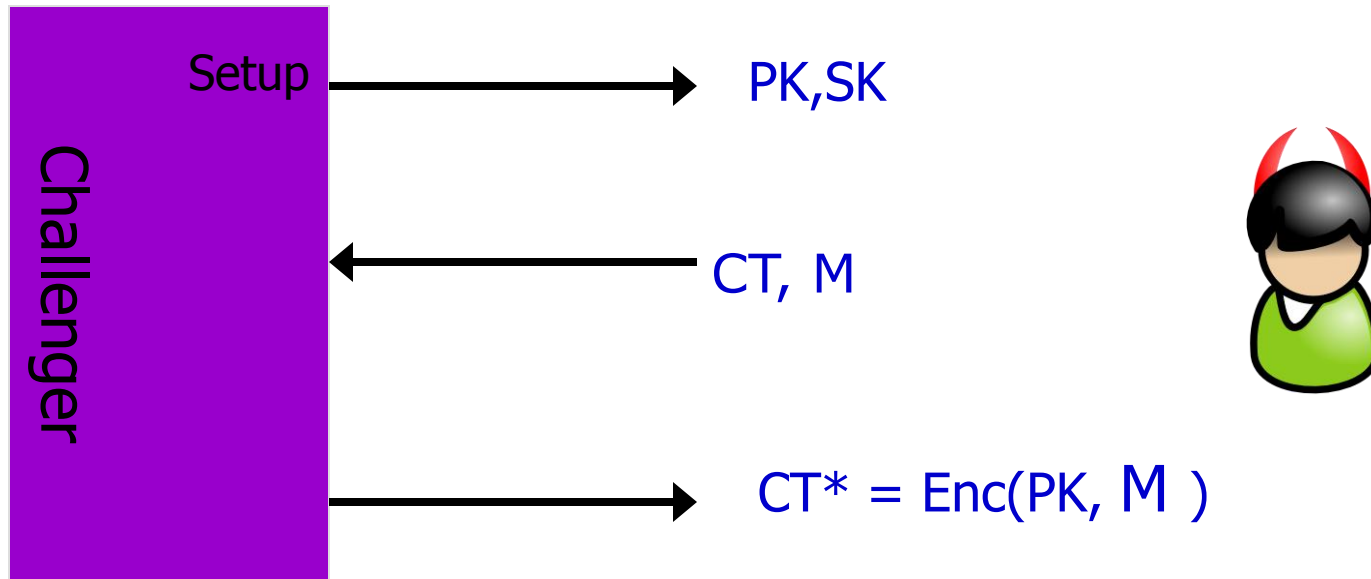 Setup
PK,SK
Challenger
CT, M
CT* = Enc(PK, M )